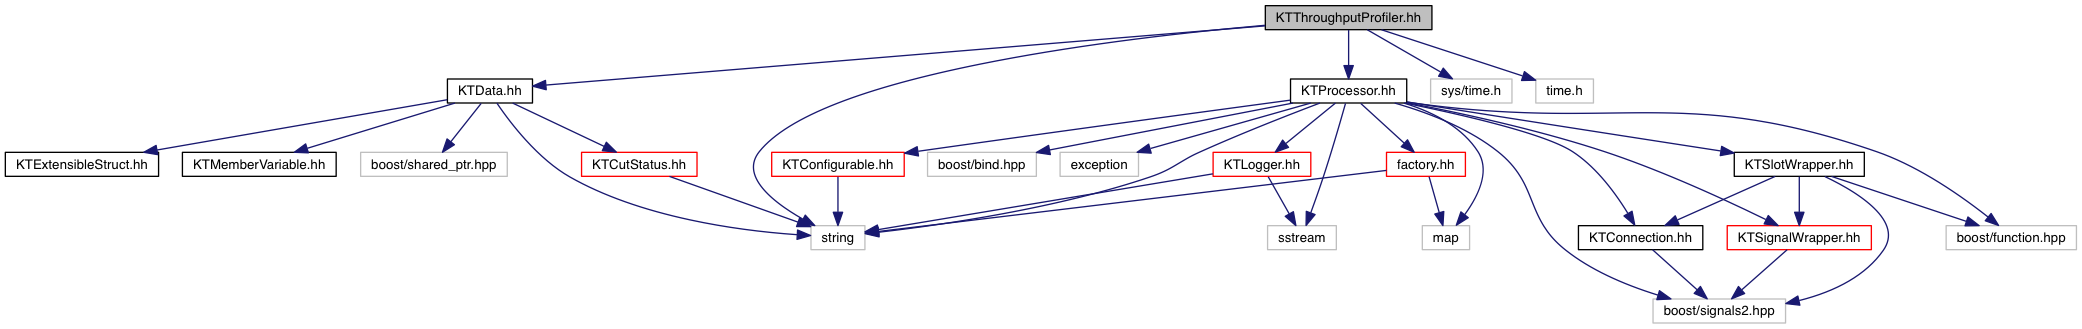 KTThroughputProfiler.hh
KTData.hh
KTProcessor.hh
sys/time.h
time.h
KTExtensibleStruct.hh
KTMemberVariable.hh
boost/shared_ptr.hpp
KTCutStatus.hh
KTConfigurable.hh
boost/bind.hpp
exception
KTLogger.hh
factory.hh
KTSlotWrapper.hh
string
sstream
map
KTConnection.hh
KTSignalWrapper.hh
boost/function.hpp
boost/signals2.hpp